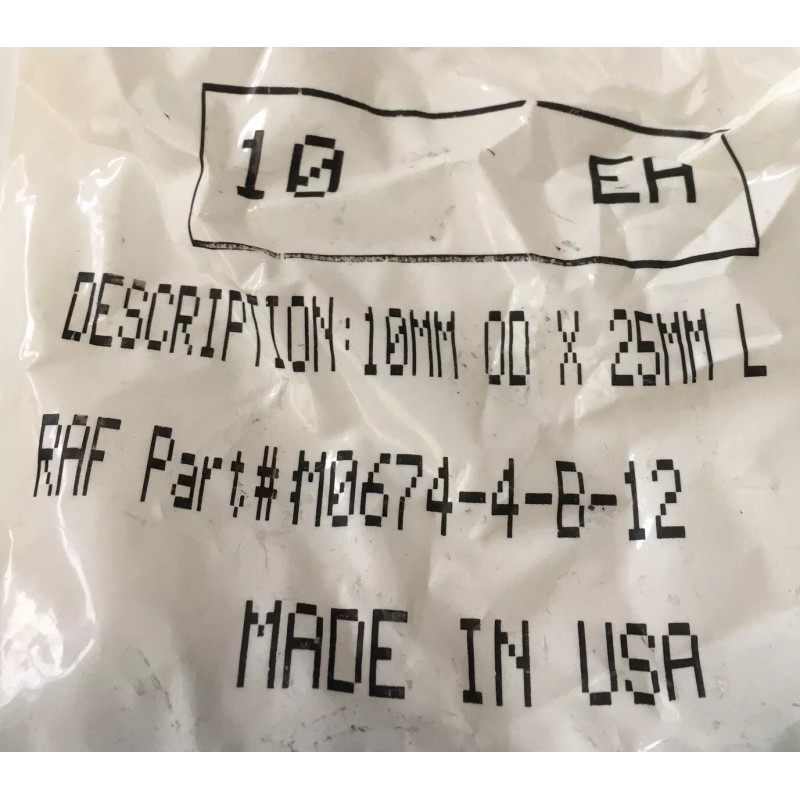 10 EA
DESCRIPTION:10MM OD X 25MM L
RAF Part#:M0674-4-B-12
MADE IN USA